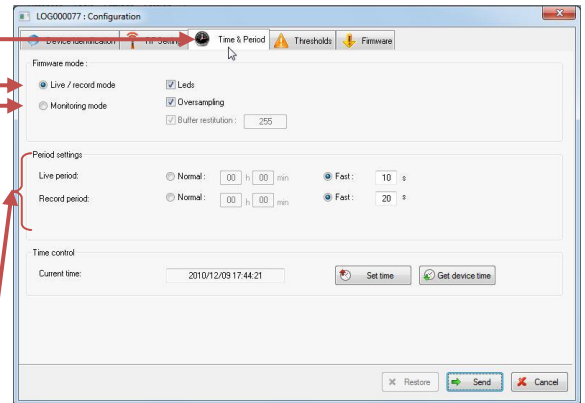 LOG000077 : Configuration
Device Identification RF Setting Time & Period Thresholds Firmware
Firmware mode :
Live / record mode Leds
Monitoring mode Oversampling
Buffer restitution : 255
Period settings
Live period: Normal : 00 h 00 min Fast : 10 s
Record period: Normal : 00 h 00 min Fast : 20 s
Time control
Current time: 2010/12/09 17:44:21 Set time Get device time
Restore Send Cancel